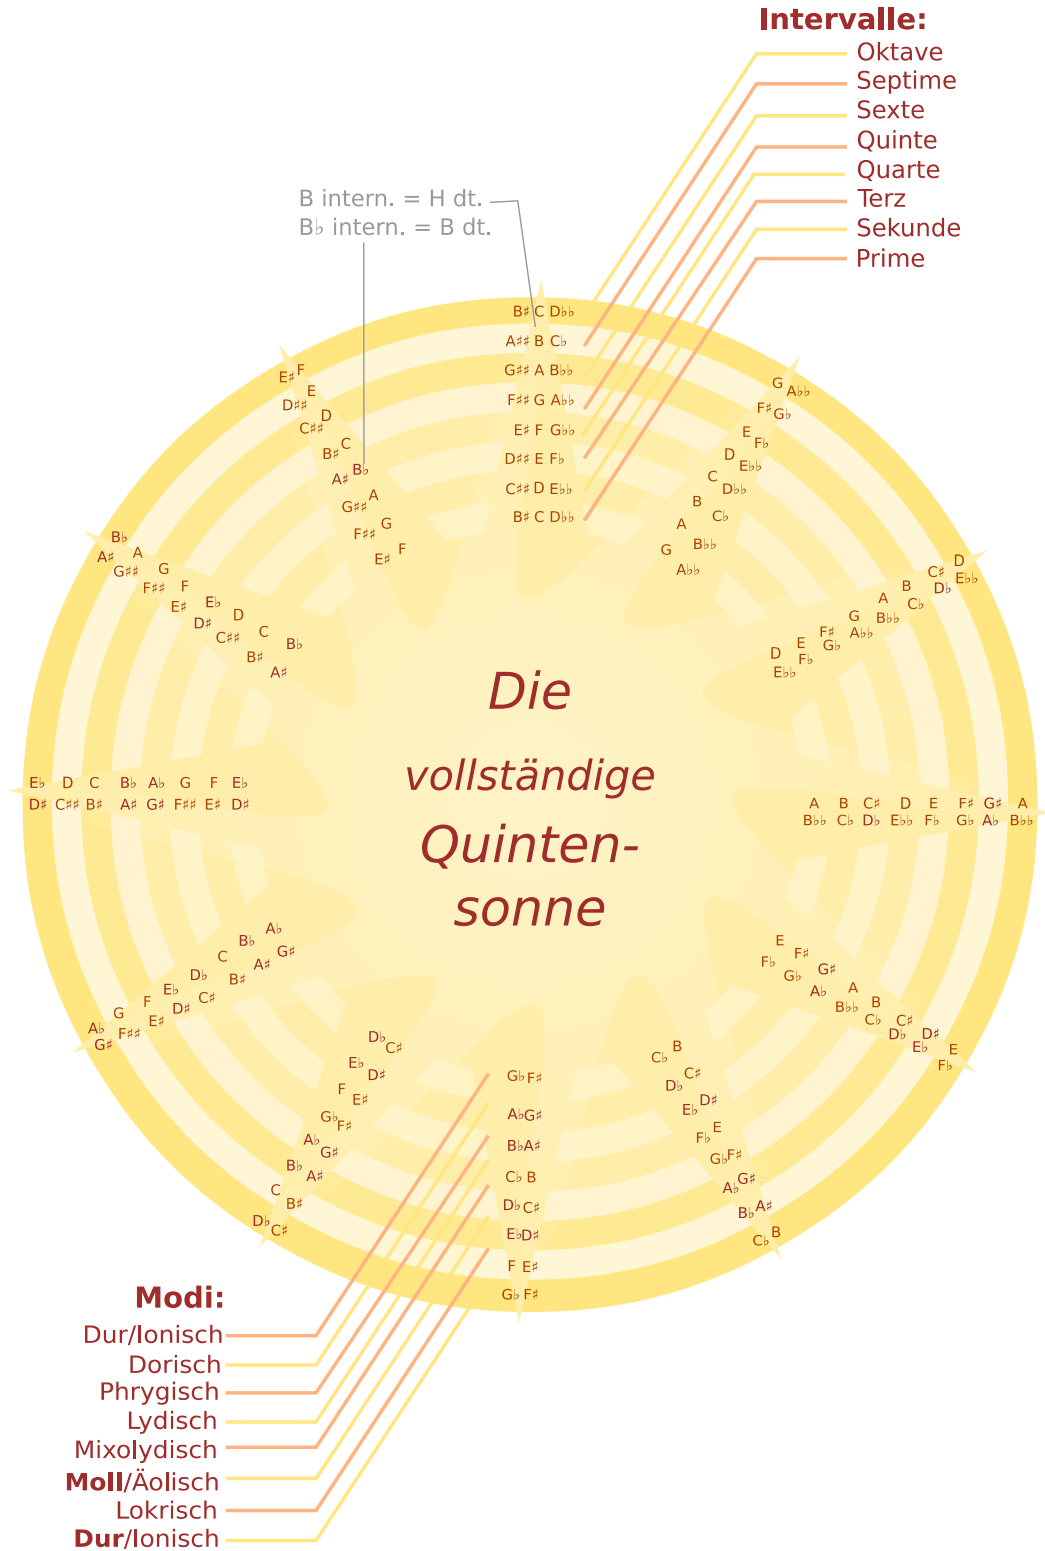 Intervalle:
Oktave
Septime
Sexte
Quinte
Quarte
Terz
Sekunde
Prime
B intern. = H dt.
B♭ intern. = B dt.
B♯ C D♭♭
A♯♯ B C♭
G♯♯ A B♭♭
F♯♯ G A♭♭
E♯ F G♭♭
D♯♯ E F♭
C♯♯ D E♭♭
B♯ C D♭♭
G A♭♭
F♯ G♭
E F♭
D E♭♭
C D♭♭
B C♭
A B♭♭
G A♭♭
D E♭♭
C♯ D♭
B C♭
A B♭♭
G A♭♭
F♯ G♭
E F♭
D E♭♭
A B C♯ D E F♯ G♯ A
B♭♭ C♭ D♭ E♭♭ F♭ G♭ A♭ B♭♭
E F♭
F♯ G♭
G♯ A♭
A B♭♭
B C♭
C♯ D♭
D♯ E♭
E F♭
C♭ B
D♭ C♯
E♭ D♯
F♭ E
G♭ F♯
A♭ G♯
B♭ A♯
C♭ B
G♭ F♯
A♭ G♯
B♭ A♯
C♭ B
D♭ C♯
E♭ D♯
F E♯
G♭ F♯
D♭ C♯
E♭ D♯
F E♯
G♭ F♯
A♭ G♯
B♭ A♯
C B♯
D♭ C♯
A♭ G♯
B♭ A♯
C B♯
D♭ C♯
E♭ D♯
F E♯
G F♯♯
A♭ G♯
E♭ D C B♭ A♭ G F E♭
D♯ C♯♯ B♯ A♯ G♯ F♯♯ E♯ D♯
B♭ A♯
A G♯♯
G F♯♯
F E♯
E♭ D♯
D C♯♯
C B♯
B♭ A♯
E♯ F
D♯♯ E
C♯♯ D
B♯ C
A♯ B♭
G♯♯ A
F♯♯ G
E♯ F
Die
vollständige
Quinten-
sonne
Modi:
Dur/Ionisch
Dorisch
Phrygisch
Lydisch
Mixolydisch
Moll/Äolisch
Lokrisch
Dur/Ionisch